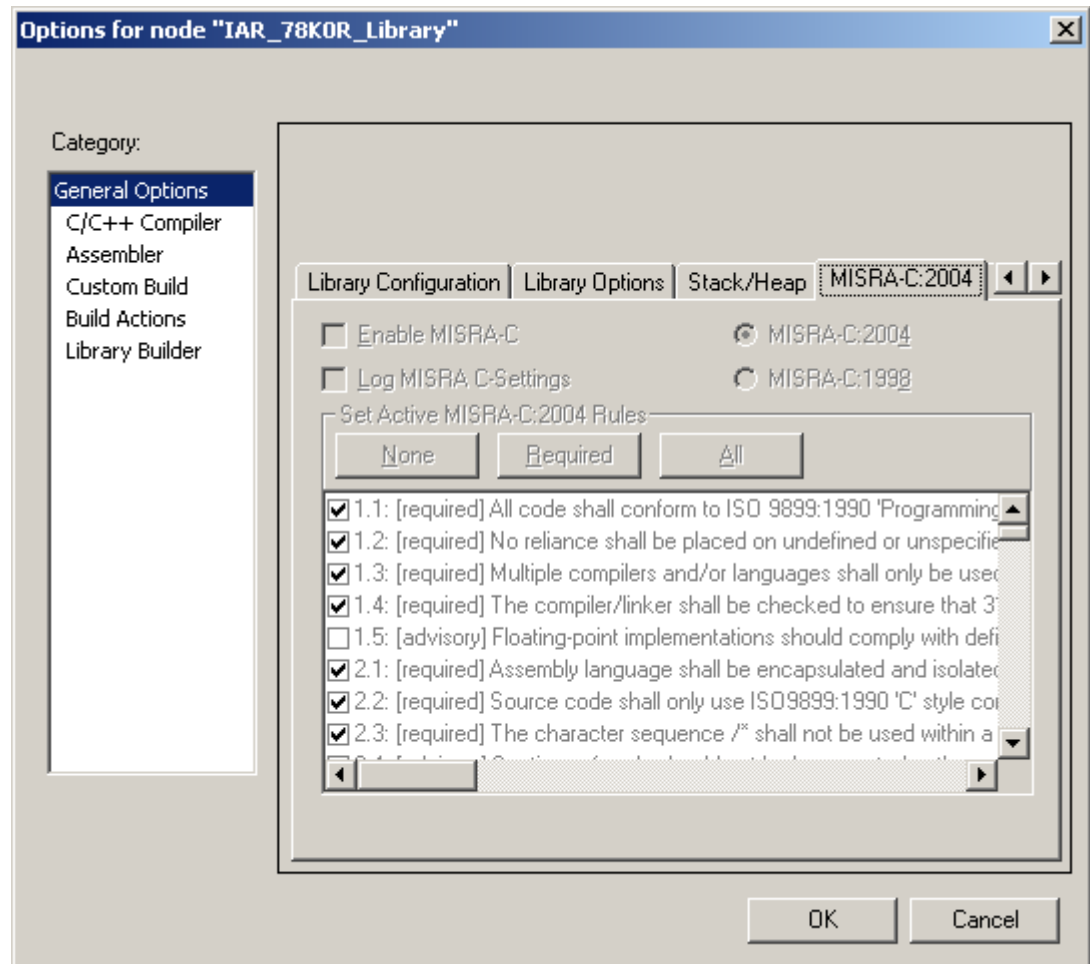 Options for node "IAR_78K0R_Library"
Category:
General Options
C/C++ Compiler
Assembler
Custom Build
Build Actions
Library Builder
Library Configuration Library Options Stack/Heap MISRA-C:2004
Enable MISRA-C MISRA-C:2004
Log MISRA C-Settings MISRA-C:1998
Set Active MISRA-C:2004 Rules
None Required All
1.1: [required] All code shall conform to ISO 9899:1990 'Programming
1.2: [required] No reliance shall be placed on undefined or unspecifie
1.3: [required] Multiple compilers and/or languages shall only be used
1.4: [required] The compiler/linker shall be checked to ensure that 3
1.5: [advisory] Floating-point implementations should comply with defi
2.1: [required] Assembly language shall be encapsulated and isolated
2.2: [required] Source code shall only use ISO9899:1990 'C' style co
2.3: [required] The character sequence /* shall not be used within a
OK Cancel